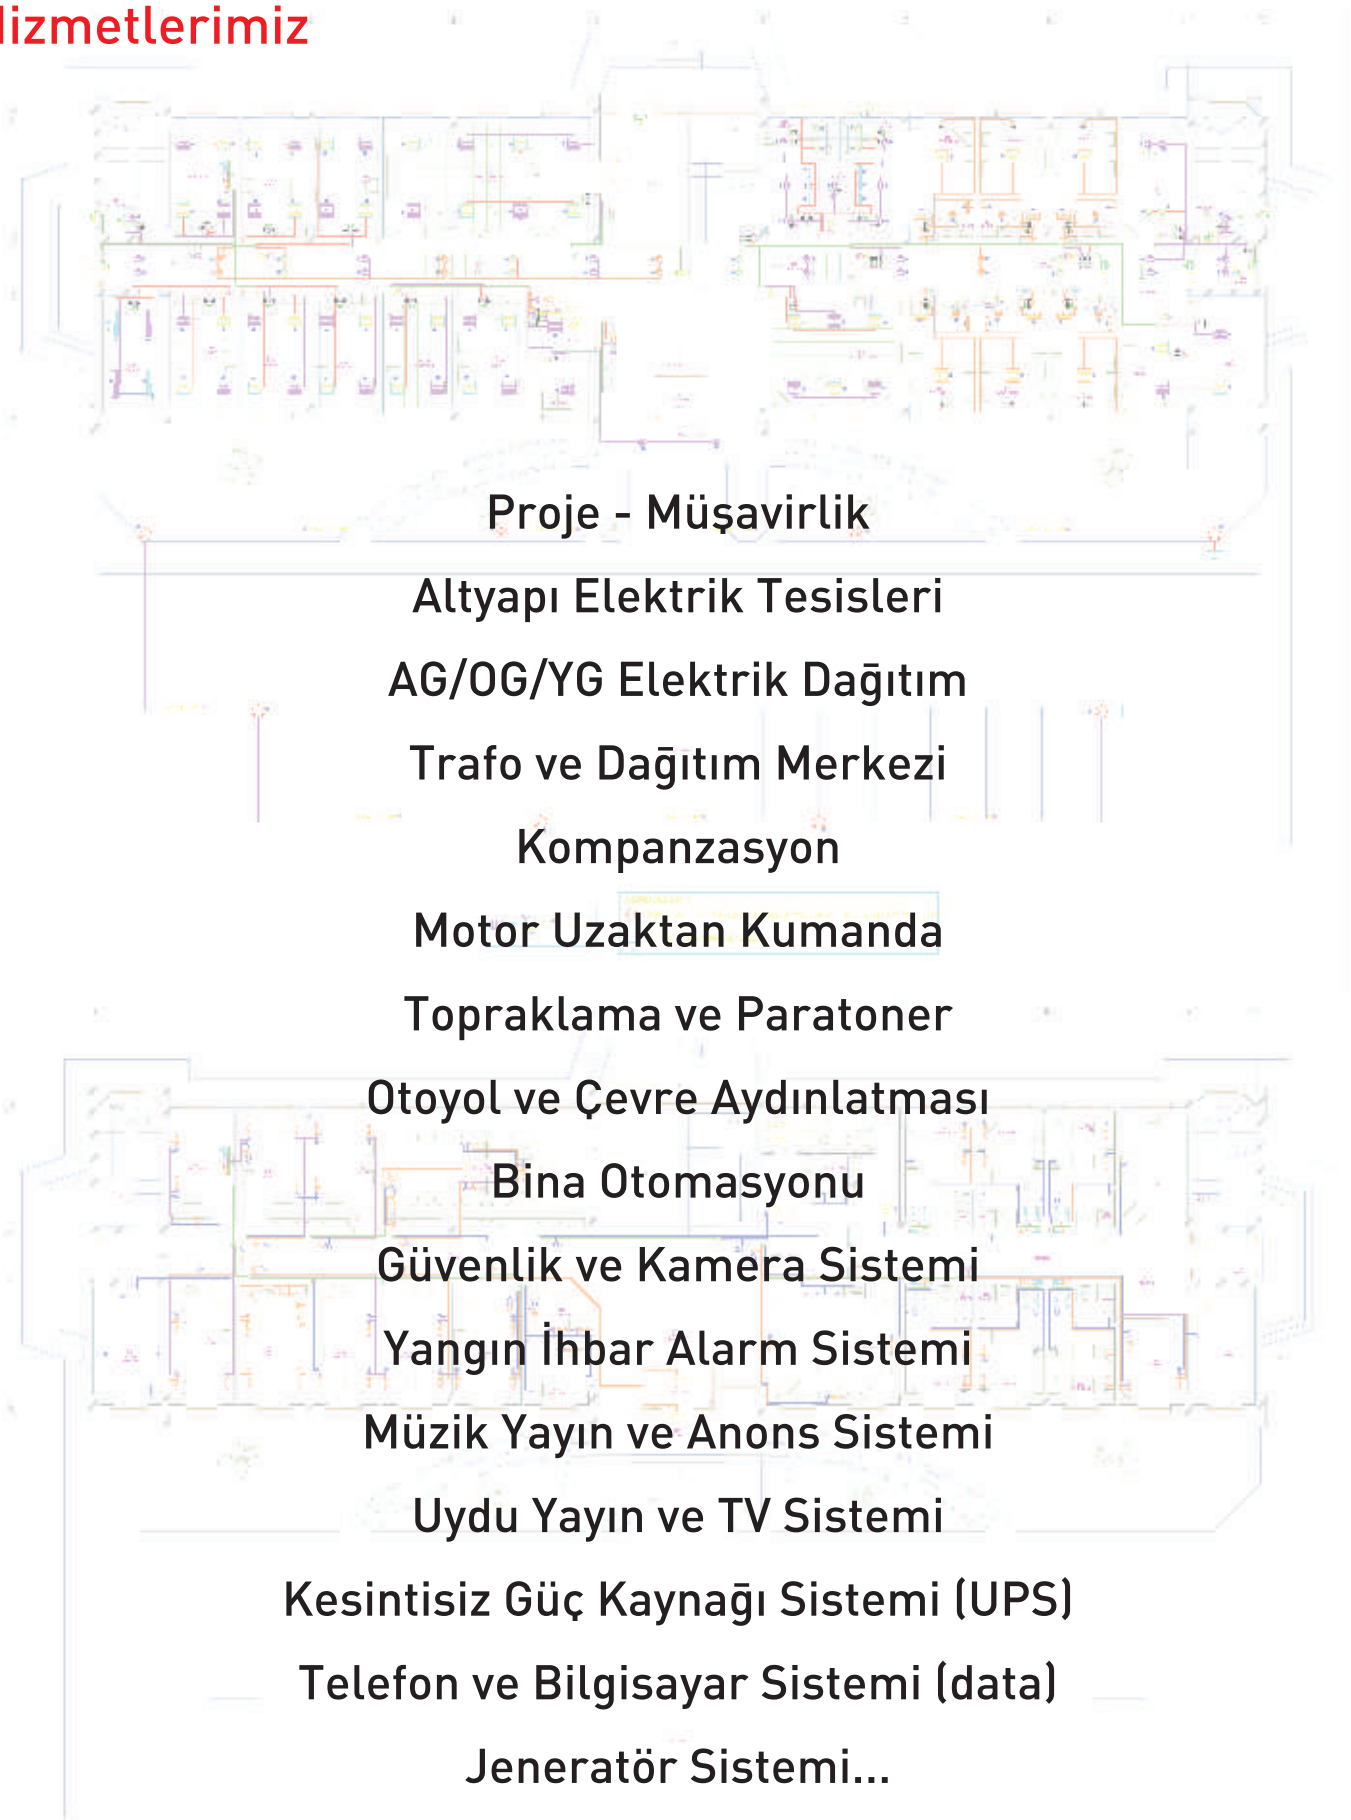 Hizmetlerimiz
Proje - Müşavirlik
Altyapı Elektrik Tesisleri
AG/OG/YG Elektrik Dağıtım
Trafo ve Dağıtım Merkezi
Kompanzasyon
Motor Uzaktan Kumanda
Topraklama ve Paratoner
Otoyol ve Çevre Aydınlatması
Bina Otomasyonu
Güvenlik ve Kamera Sistemi
Yangın İhbar Alarm Sistemi
Müzik Yayın ve Anons Sistemi
Uydu Yayın ve TV Sistemi
Kesintisiz Güç Kaynağı Sistemi (UPS)
Telefon ve Bilgisayar Sistemi (data)
Jeneratör Sistemi...